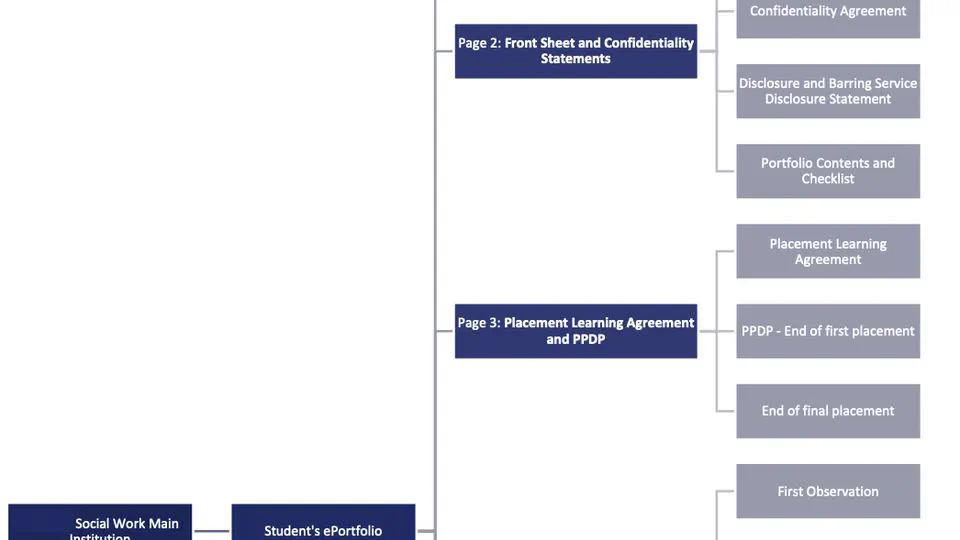 Confidentiality Agreement
Page 2: Front Sheet and Confidentiality
Statements
Disclosure and Barring Service
Disclosure Statement
Portfolio Contents and
Checklist
Placement Learning
Agreement
Page 3: Placement Learning Agreement
and PPDP
PPDP - End of first placement
End of final placement
First Observation
Social Work Main
Institution
Student's ePortfolio